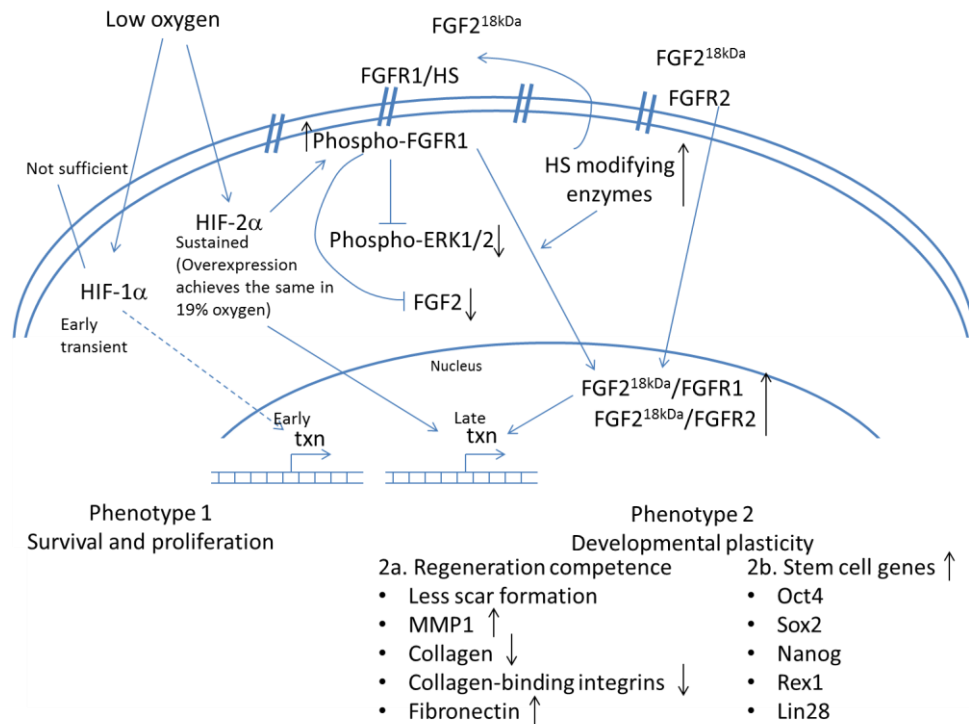 Low oxygen
FGF218kDa
FGF218kDa
FGFR1/HS
FGFR2
Phospho-FGFR1
Not sufficient
HS modifying
enzymes
HIF-2α
Phospho-ERK1/2
Sustained
(Overexpression
achieves the same in
19% oxygen)
HIF-1α
FGF2
Early
transient
Nucleus
FGF218kDa/FGFR1
FGF218kDa/FGFR2
Early
txn
Late
txn
Phenotype 1
Survival and proliferation
Phenotype 2
Developmental plasticity
2a. Regeneration competence
• Less scar formation
• MMP1 ↑
• Collagen ↓
• Collagen-binding integrins ↓
• Fibronectin ↑
2b. Stem cell genes ↑
• Oct4
• Sox2
• Nanog
• Rex1
• Lin28